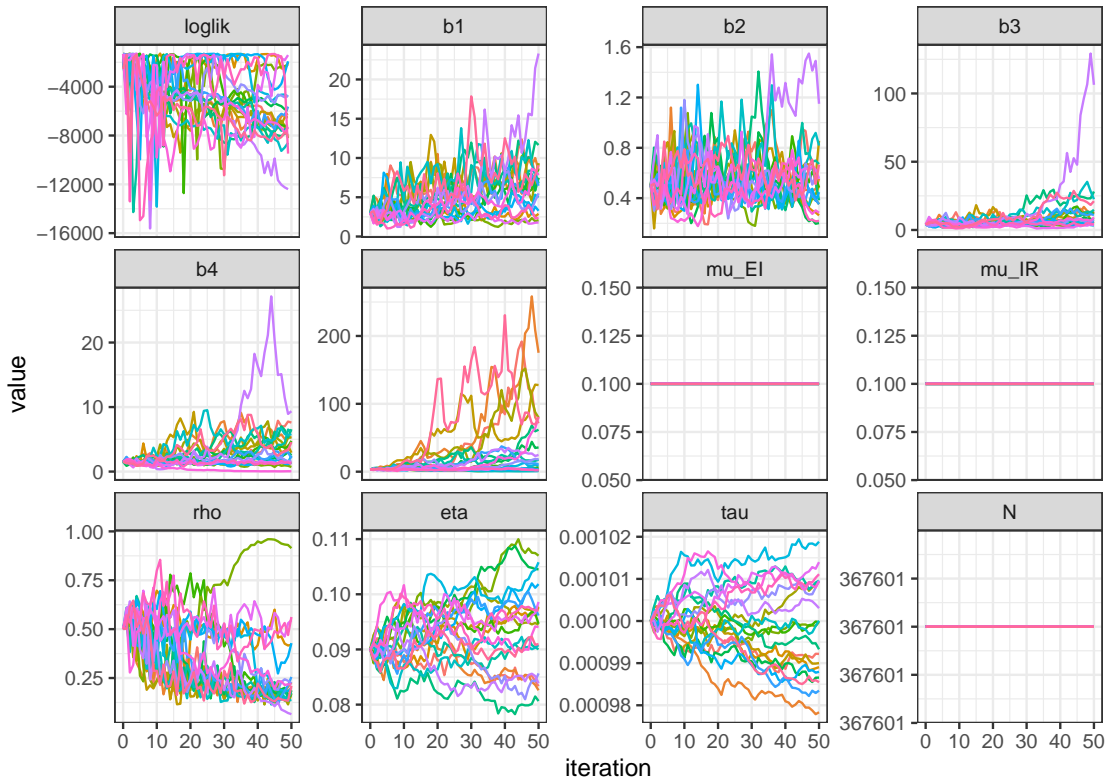 loglik b1 b2 b3
−4000 −8000 −12000 −16000
20 15 10 5 0
1.6 1.2 0.8 0.4
100 50 0
b4 b5 mu_EI mu_IR
20 10 0
200 100 0
0.150 0.125 0.100 0.075 0.050
0.150 0.125 0.100 0.075 0.050
rho eta tau N
1.00 0.75 0.50 0.25
0.11 0.10 0.09 0.08
0.00102 0.00101 0.00100 0.00099 0.00098
367601 367601 367601 367601
0 10 20 30 40 50 0 10 20 30 40 50 0 10 20 30 40 50 0 10 20 30 40 50
value
iteration